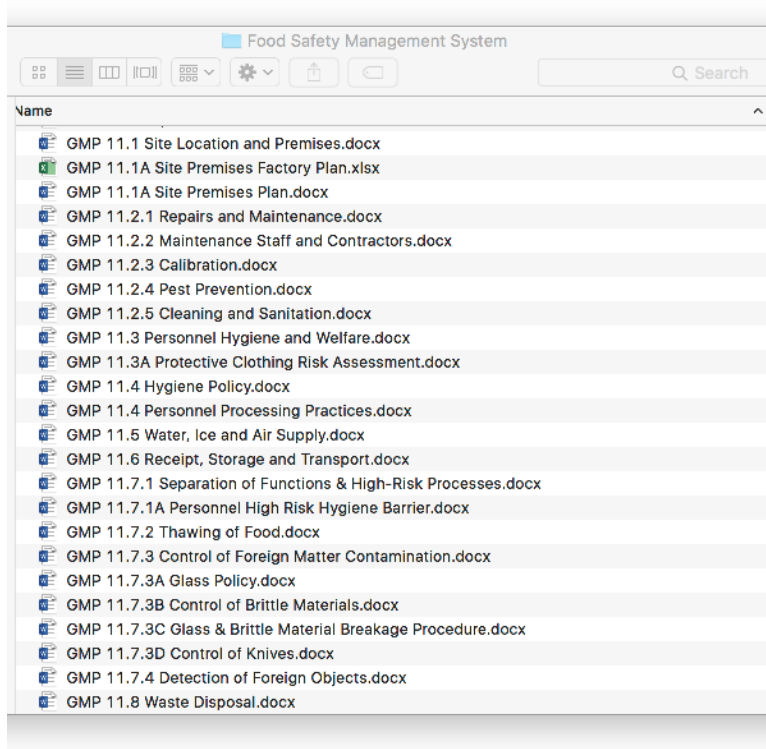 Food Safety Management System
Search
Name
GMP 11.1 Site Location and Premises.docx
GMP 11.1A Site Premises Factory Plan.xlsx
GMP 11.1A Site Premises Plan.docx
GMP 11.2.1 Repairs and Maintenance.docx
GMP 11.2.2 Maintenance Staff and Contractors.docx
GMP 11.2.3 Calibration.docx
GMP 11.2.4 Pest Prevention.docx
GMP 11.2.5 Cleaning and Sanitation.docx
GMP 11.3 Personnel Hygiene and Welfare.docx
GMP 11.3A Protective Clothing Risk Assessment.docx
GMP 11.4 Hygiene Policy.docx
GMP 11.4 Personnel Processing Practices.docx
GMP 11.5 Water, Ice and Air Supply.docx
GMP 11.6 Receipt, Storage and Transport.docx
GMP 11.7.1 Separation of Functions & High-Risk Processes.docx
GMP 11.7.1A Personnel High Risk Hygiene Barrier.docx
GMP 11.7.2 Thawing of Food.docx
GMP 11.7.3 Control of Foreign Matter Contamination.docx
GMP 11.7.3A Glass Policy.docx
GMP 11.7.3B Control of Brittle Materials.docx
GMP 11.7.3C Glass & Brittle Material Breakage Procedure.docx
GMP 11.7.3D Control of Knives.docx
GMP 11.7.4 Detection of Foreign Objects.docx
GMP 11.8 Waste Disposal.docx